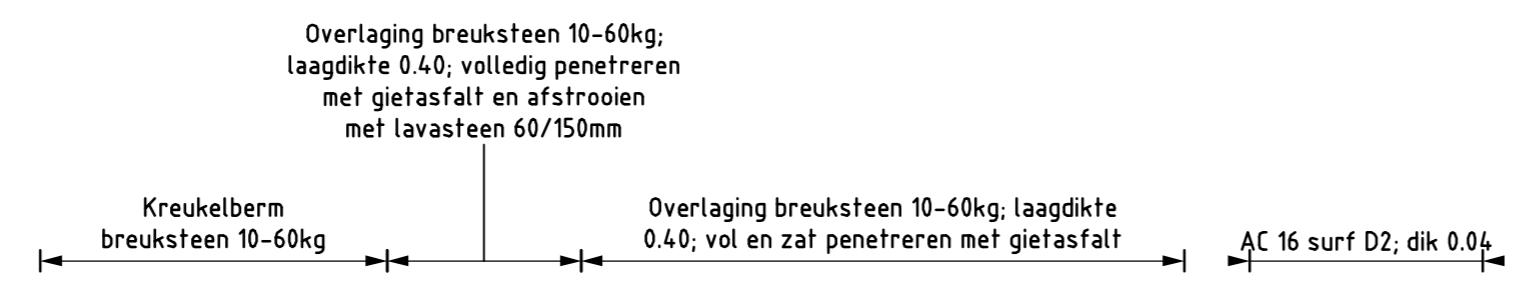 Overlaging breuksteen 10-60kg;
laagdikte 0.40; volledig penetreren
met gietasfalt en afstrooien
met lavasteen 60/150mm
Kreukelberm
breuksteen 10-60kg
Overlaging breuksteen 10-60kg; laagdikte
0.40; vol en zat penetreren met gietasfalt
AC 16 surf D2; dik 0.04